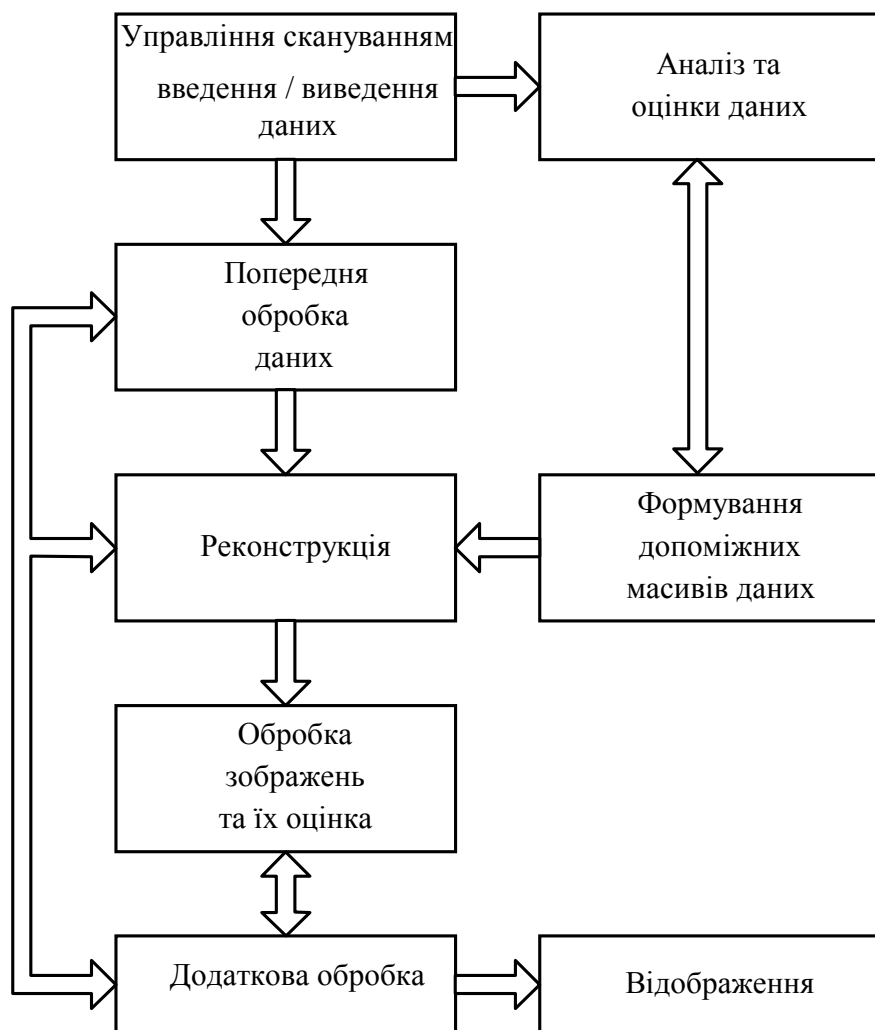 Управління скануванням
введення / виведення
даних
Аналіз та
оцінки даних
Попередня
обробка
даних
Реконструкція
Формування
допоміжних
масивів даних
Обробка
зображень
та їх оцінка
Додаткова обробка
Відображення